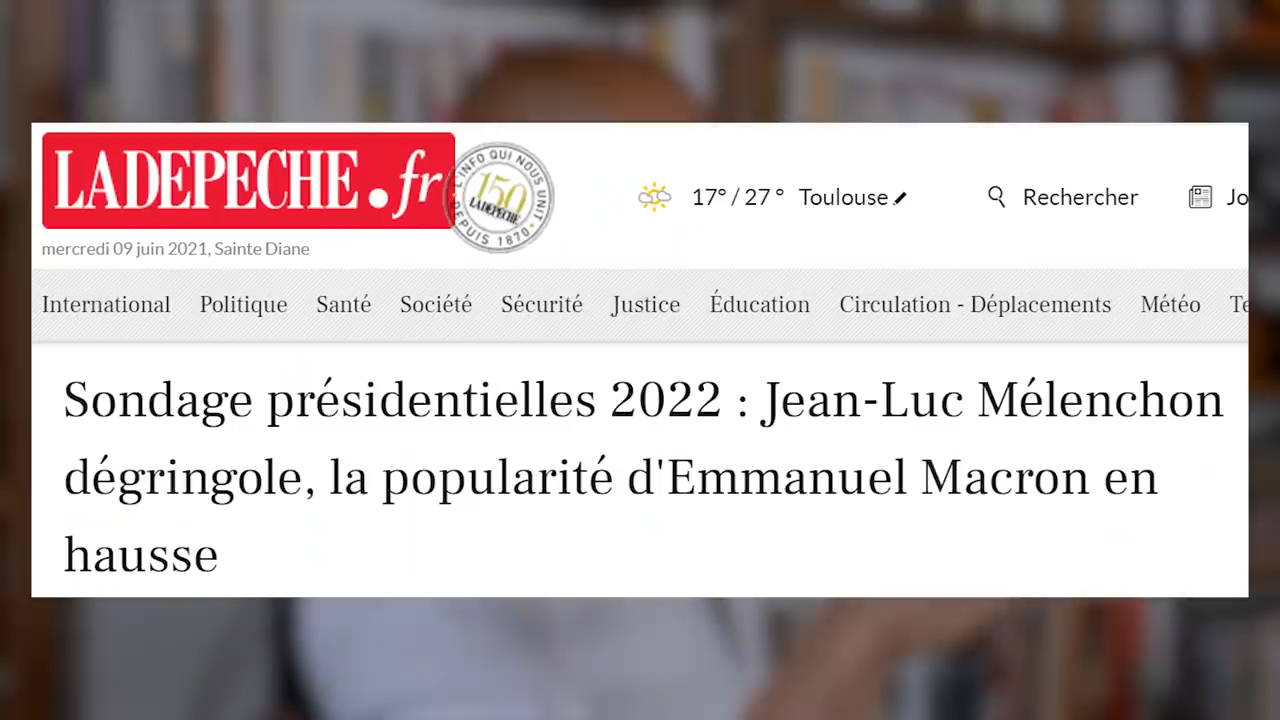 LADEPECHE.fr
L'INFO QUI NOUS UNIT
150
LADEPECHE
DEPUIS 1870
17° / 27 ° Toulouse
Rechercher
Jo
mercredi 09 juin 2021, Sainte Diane
International Politique Santé Société Sécurité Justice Éducation Circulation - Déplacements Météo Te
Sondage présidentielles 2022 : Jean-Luc Mélenchon
dégringole, la popularité d'Emmanuel Macron en
hausse